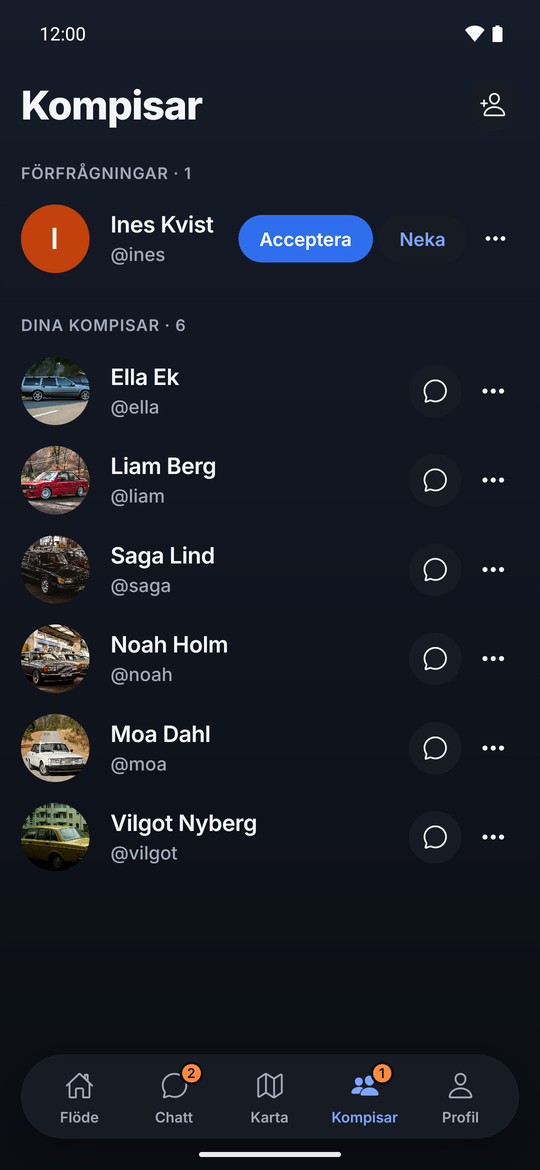 12:00
Kompisar
FÖRFRÅGNINGAR · 1
I
Ines Kvist
@ines
Acceptera
Neka
DINA KOMPISAR · 6
Ella Ek
@ella
Liam Berg
@liam
Saga Lind
@saga
Noah Holm
@noah
Moa Dahl
@moa
Vilgot Nyberg
@vilgot
2
1
Flöde
Chatt
Karta
Kompisar
Profil